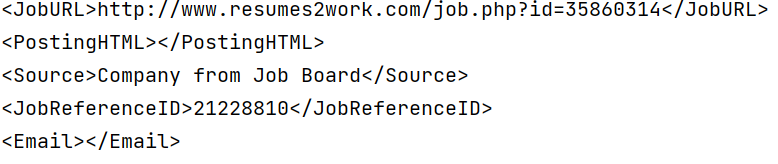 <JobURL>http://www.resumes2work.com/job.php?id=35860314</JobURL>
<PostingHTML></PostingHTML>
<Source>Company from Job Board</Source>
<JobReferenceID>21228810</JobReferenceID>
<Email></Email>